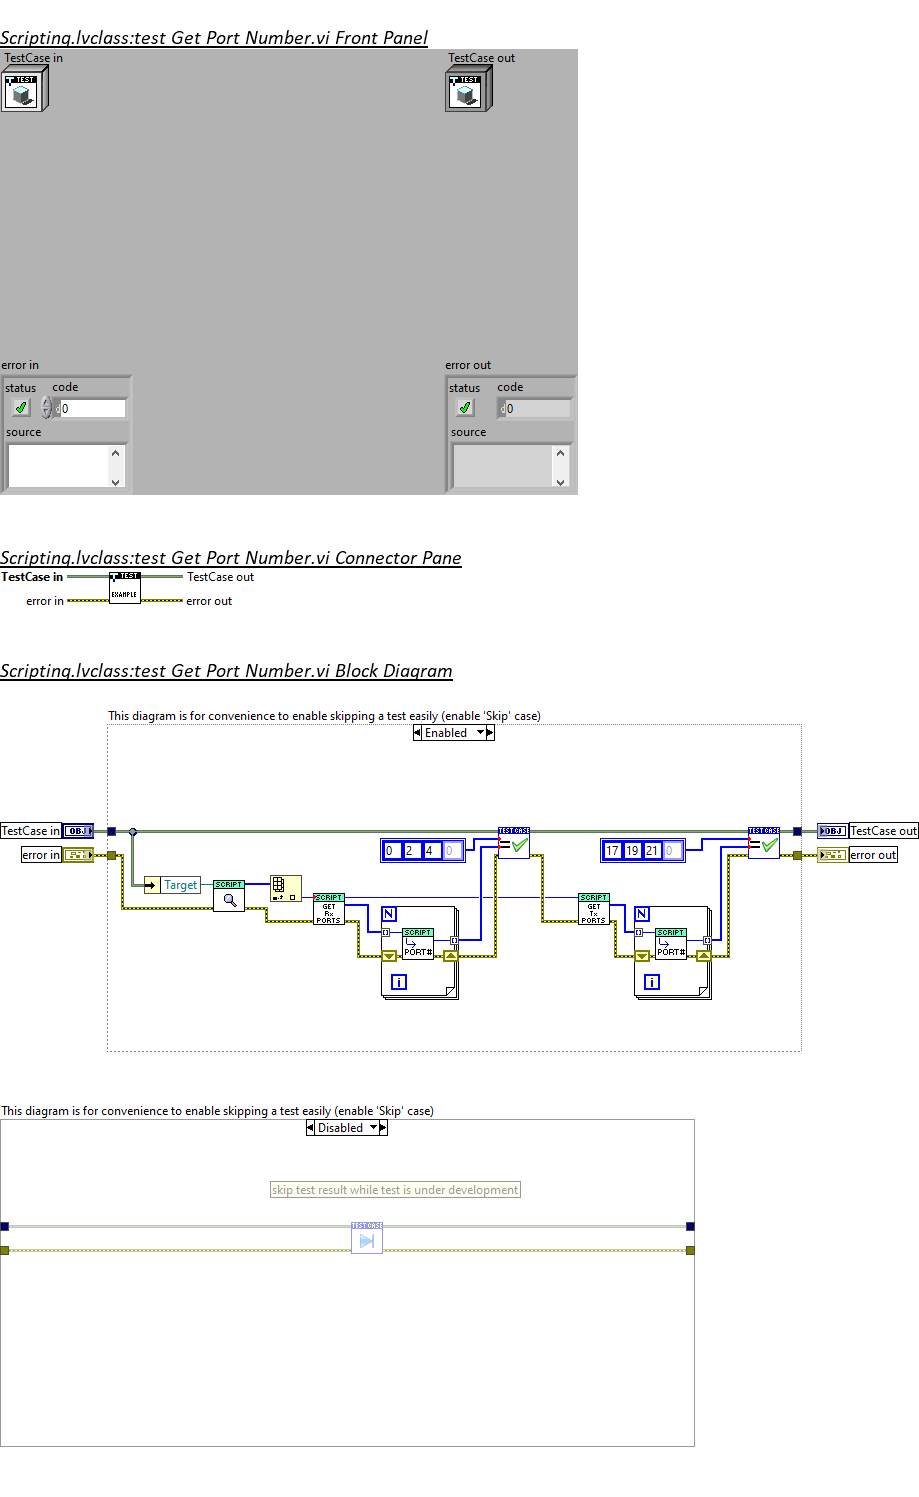 Scripting.lvclass:test Get Port Number.vi Front Panel
TestCase in
TestCase out
TEST
TEST
error in
error out
status code
status code
d 0
d 0
source
source
Scripting.lvclass:test Get Port Number.vi Connector Pane
TestCase in
TEST
EXAMPLE
TestCase out
error in
error out
Scripting.lvclass:test Get Port Number.vi Block Diagram
This diagram is for convenience to enable skipping a test easily (enable 'Skip' case)
Enabled
TestCase in
OBJ
TEST CASE
TEST CASE
OBJ
TestCase out
error in
0 2 4 0
17 19 21 0
error out
Target
SCRIPT
SCRIPT
GET
Rx
PORTS
SCRIPT
GET
Tx
PORTS
N
N
SCRIPT
PORT#
SCRIPT
PORT#
i
i
This diagram is for convenience to enable skipping a test easily (enable 'Skip' case)
Disabled
skip test result while test is under development
TEST CASE